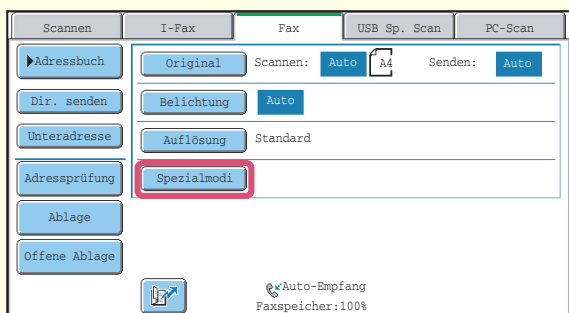 Scannen I-Fax Fax USB Sp. Scan PC-Scan
Adressbuch
Original Scannen: Auto A4 Senden: Auto
Dir. senden
Belichtung Auto
Unteradresse
Auflösung Standard
Adressprüfung
Spezialmodi
Ablage
Offene Ablage
Auto-Empfang
Faxspeicher:100%